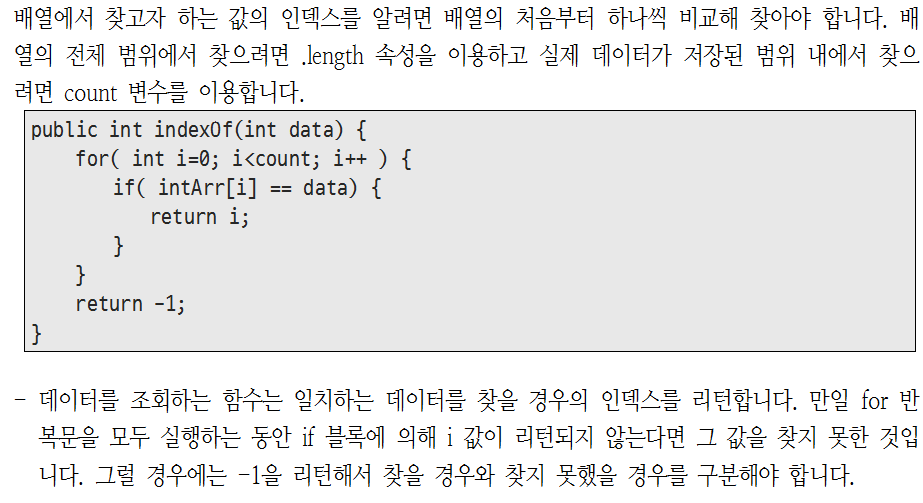 배열에서 찾고자 하는 값의 인덱스를 알려면 배열의 처음부터 하나씩 비교해 찾아야 합니다. 배
열의 전체 범위에서 찾으려면 .length 속성을 이용하고 실제 데이터가 저장된 범위 내에서 찾으
려면 count 변수를 이용합니다.
public int indexOf(int data) {
for( int i=0; i<count; i++ ) {
if( intArr[i] == data) {
return i;
}
}
return -1;
}
- 데이터를 조회하는 함수는 일치하는 데이터를 찾을 경우의 인덱스를 리턴합니다. 만일 for 반
복문을 모두 실행하는 동안 if 블록에 의해 i 값이 리턴되지 않는다면 그 값을 찾지 못한 것입
니다. 그럴 경우에는 -1을 리턴해서 찾을 경우와 찾지 못했을 경우를 구분해야 합니다.